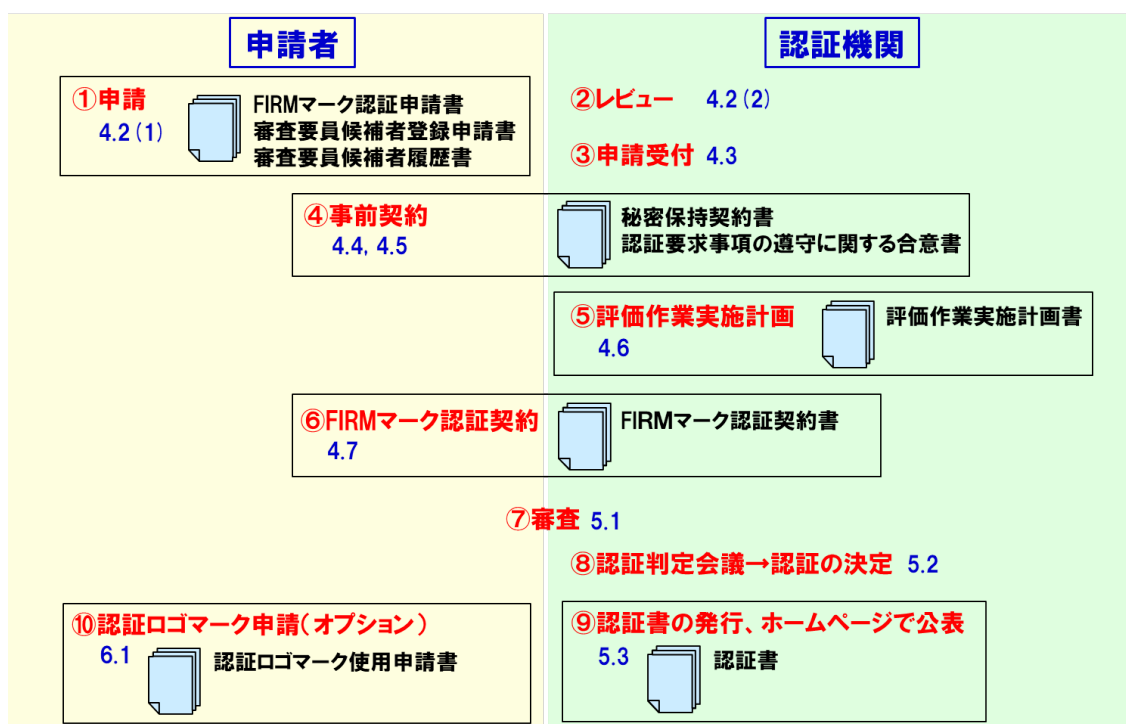 申請者
認証機関
①申請
4.2(1)
FIRMマーク認証申請書
審査要員候補者登録申請書
審査要員候補者履歴書
②レビュー 4.2(2)
③申請受付 4.3
④事前契約
4.4, 4.5
秘密保持契約書
認証要求事項の遵守に関する合意書
⑤評価作業実施計画
4.6
評価作業実施計画書
⑥FIRMマーク認証契約
4.7
FIRMマーク認証契約書
⑦審査 5.1
⑧認証判定会議→認証の決定 5.2
⑨認証書の発行、ホームページで公表
5.3
認証書
⑩認証ロゴマーク申請(オプション)
6.1
認証ロゴマーク使用申請書